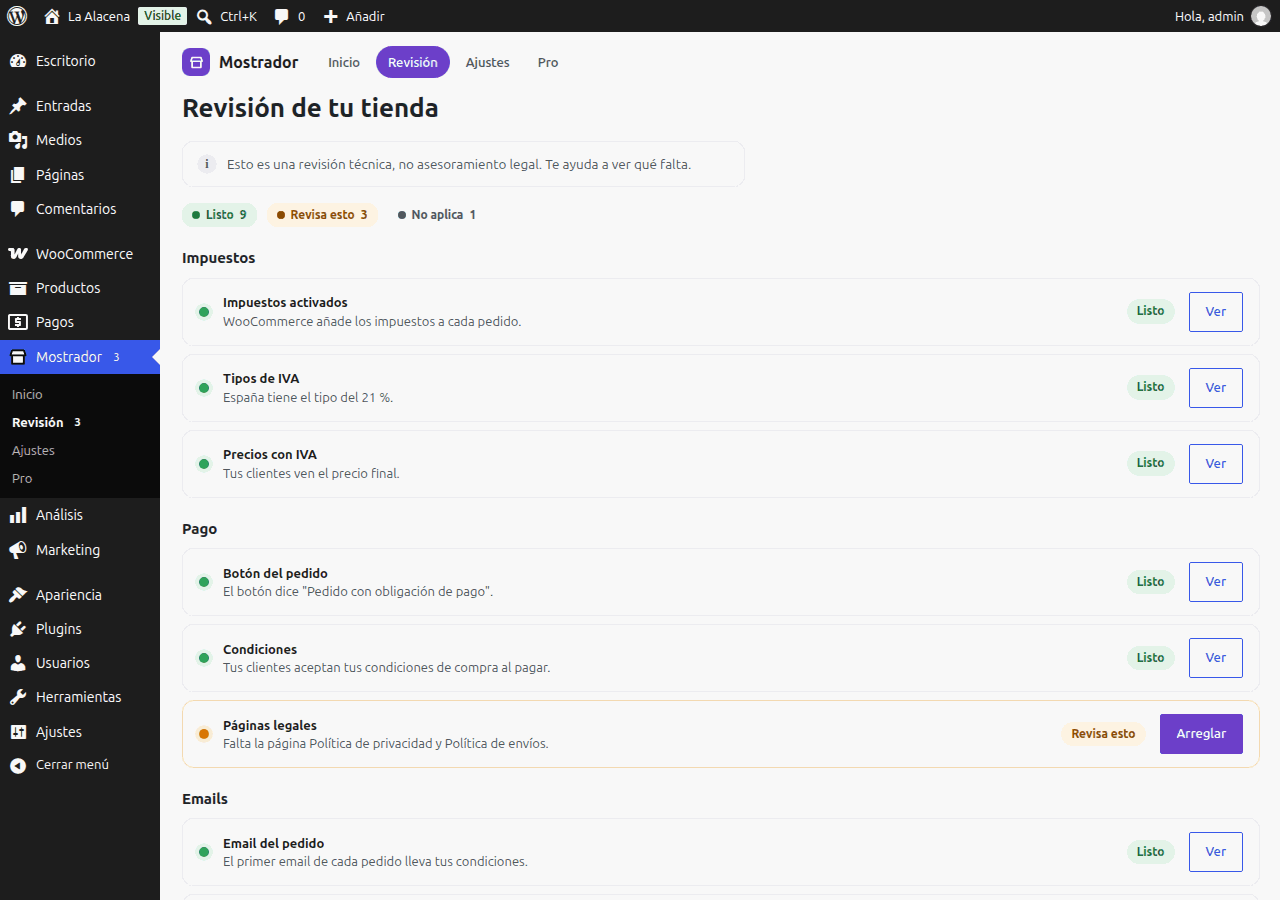 La Alacena
Visible
Ctrl+K
0
Añadir
Hola, admin
Escritorio
Entradas
Medios
Páginas
Comentarios
WooCommerce
Productos
Pagos
Mostrador 3
Inicio
Revisión 3
Ajustes
Pro
Análisis
Marketing
Apariencia
Plugins
Usuarios
Herramientas
Ajustes
Cerrar menú
Mostrador
Inicio
Revisión
Ajustes
Pro
Revisión de tu tienda
i Esto es una revisión técnica, no asesoramiento legal. Te ayuda a ver qué falta.
Listo 9
Revisa esto 3
No aplica 1
Impuestos
Impuestos activados
WooCommerce añade los impuestos a cada pedido.
Listo
Ver
Tipos de IVA
España tiene el tipo del 21 %.
Listo
Ver
Precios con IVA
Tus clientes ven el precio final.
Listo
Ver
Pago
Botón del pedido
El botón dice "Pedido con obligación de pago".
Listo
Ver
Condiciones
Tus clientes aceptan tus condiciones de compra al pagar.
Listo
Ver
Páginas legales
Falta la página Política de privacidad y Política de envíos.
Revisa esto
Arreglar
Emails
Email del pedido
El primer email de cada pedido lleva tus condiciones.
Listo
Ver